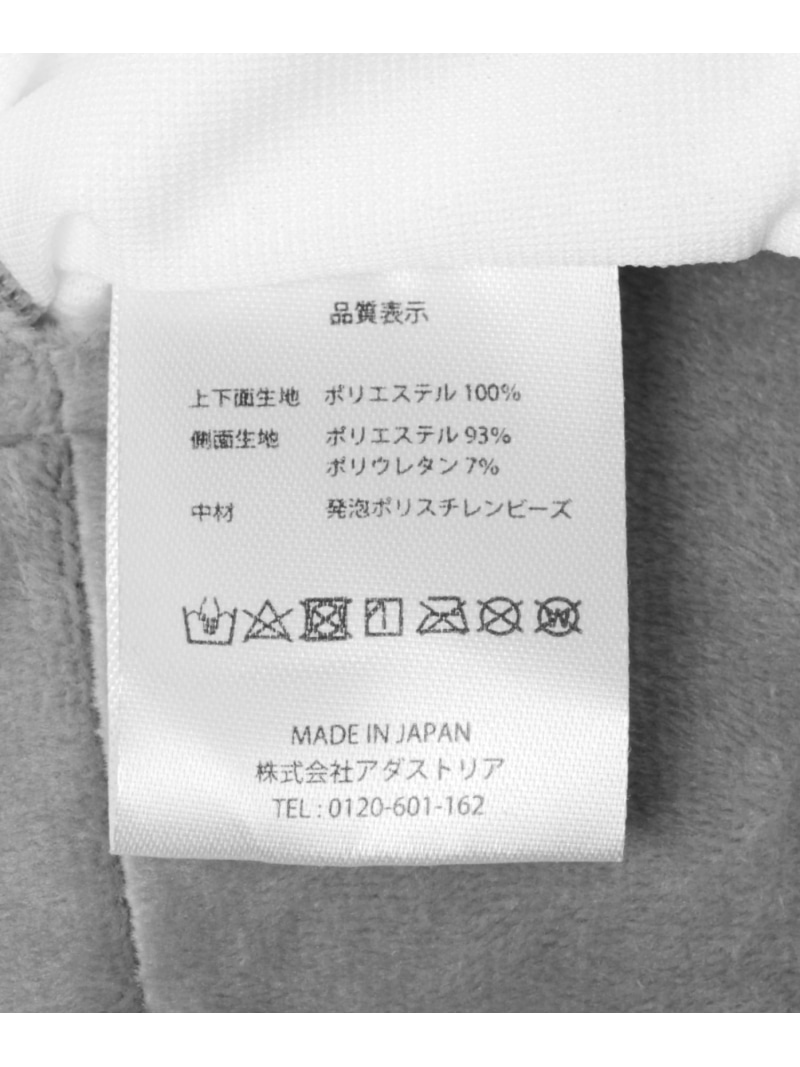 品質表示
上下面生地 ポリエステル 100%
側面生地 ポリエステル 93%
ポリウレタン 7%
中材 発泡ポリスチレンビーズ
MADE IN JAPAN
株式会社アダストリア
TEL : 0120-601-162